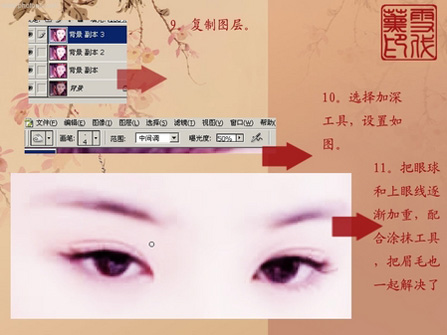 9。复制图层。
背景 副本 3
背景 副本 2
背景 副本
背景
10。选择加深
工具，设置如
图。
文件(F) 编辑(E) 图像(I) 图层(L) 选择(S) 滤镜(T) 视图(V) 窗口(W) 帮助(
画笔: 4 范围: 中间调 曝光度: 50%
11。把眼球
和上眼线逐
渐加重，配
合涂抹工具
，把眉毛也
一起解决了